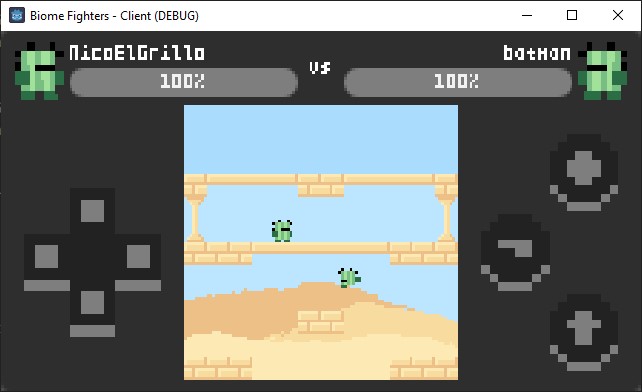 Biome Fighters - Client (DEBUG)
NicoElGrillo
vs
batman
100%
100%